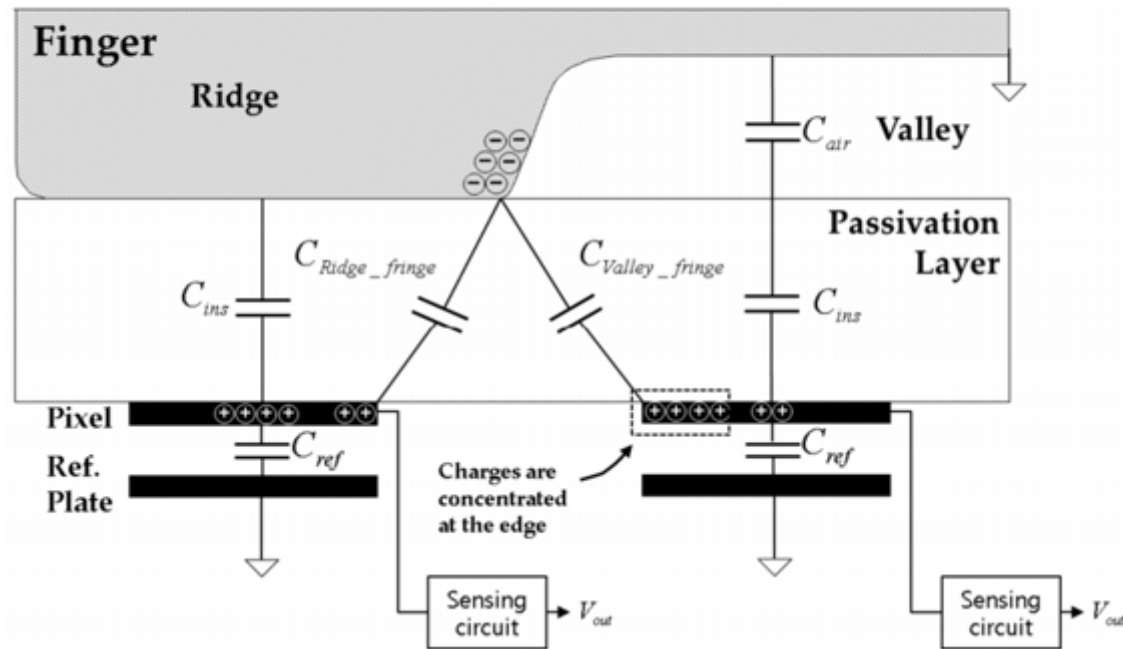 Finger
Ridge
Valley
C_air
Passivation
Layer
C_Ridge_fringe
C_Valley_fringe
C_ins
C_ins
Pixel
C_ref
C_ref
Ref.
Plate
Charges are
concentrated
at the edge
Sensing
circuit
V_out
Sensing
circuit
V_out